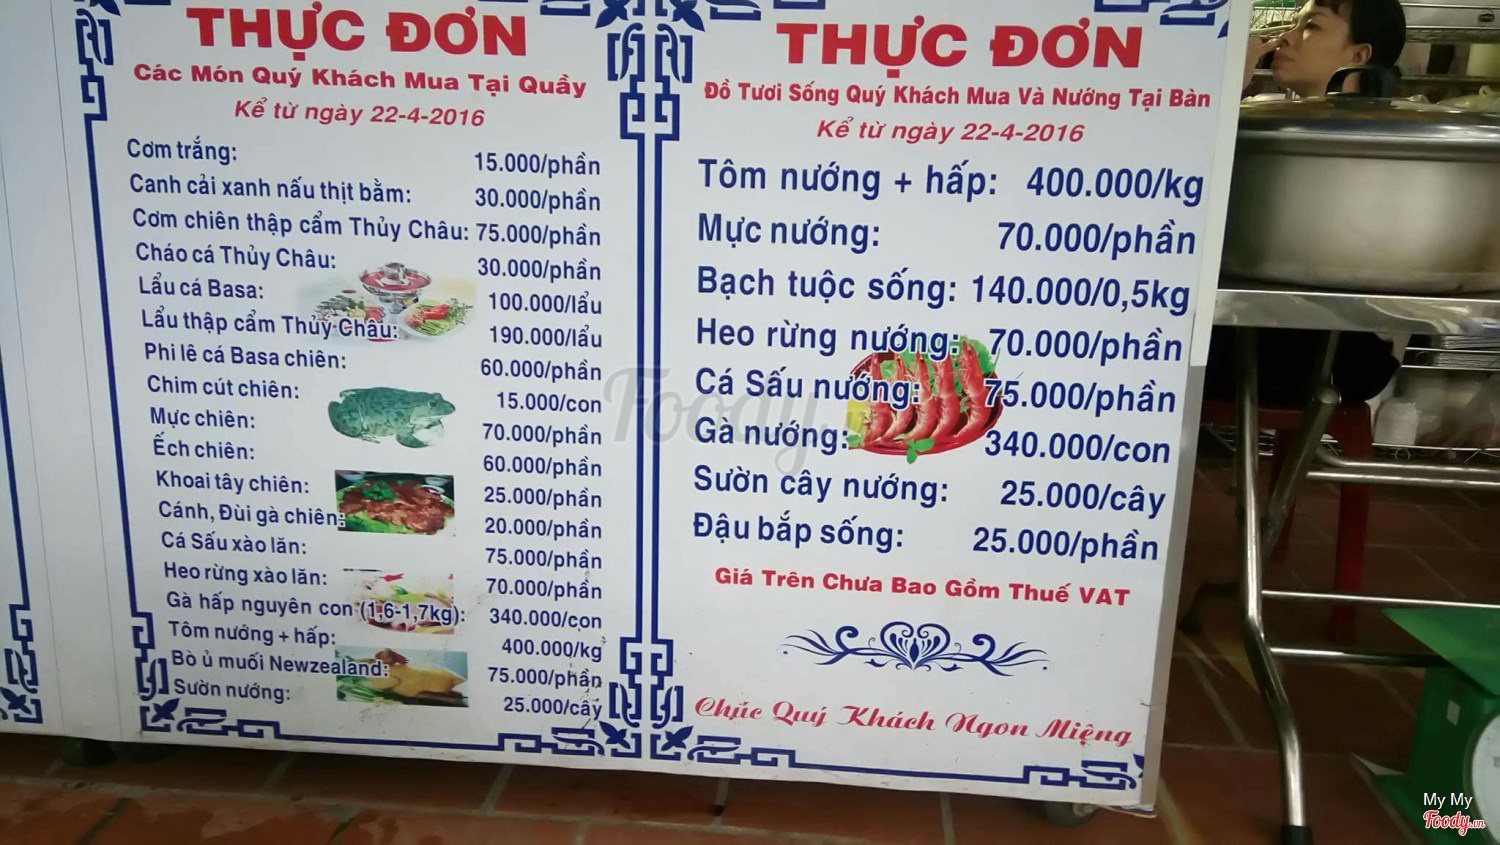 THỰC ĐƠN
Các Món Quý Khách Mua Tại Quầy
Kể từ ngày 22-4-2016
Cơm trắng: 15.000/phần
Canh cải xanh nấu thịt bằm: 30.000/phần
Cơm chiên thập cẩm Thủy Châu: 75.000/phần
Cháo cá Thủy Châu: 30.000/phần
Lẩu cá Basa: 100.000/lẩu
Lẩu thập cẩm Thủy Châu: 190.000/lẩu
Phi lê cá Basa chiên: 60.000/phần
Chim cút chiên: 15.000/con
Mực chiên: 70.000/phần
Ếch chiên: 60.000/phần
Khoai tây chiên: 25.000/phần
Cánh, Đùi gà chiên: 20.000/phần
Cá Sấu xào lăn: 75.000/phần
Heo rừng xào lăn: 70.000/phần
Gà hấp nguyên con (1,6-1,7kg): 340.000/con
Tôm nướng + hấp: 400.000/kg
Bò ủ muối Newzealand: 75.000/phần
Sườn nướng: 25.000/cây
THỰC ĐƠN
Đồ Tươi Sống Quý Khách Mua Và Nướng Tại Bàn
Kể từ ngày 22-4-2016
Tôm nướng + hấp: 400.000/kg
Mực nướng: 70.000/phần
Bạch tuộc sống: 140.000/0,5kg
Heo rừng nướng: 70.000/phần
Cá Sấu nướng: 75.000/phần
Gà nướng: 340.000/con
Sườn cây nướng: 25.000/cây
Đậu bắp sống: 25.000/phần
Giá Trên Chưa Bao Gồm Thuế VAT
Chúc Quý Khách Ngon Miệng
Foody.vn
My My
Foody.vn